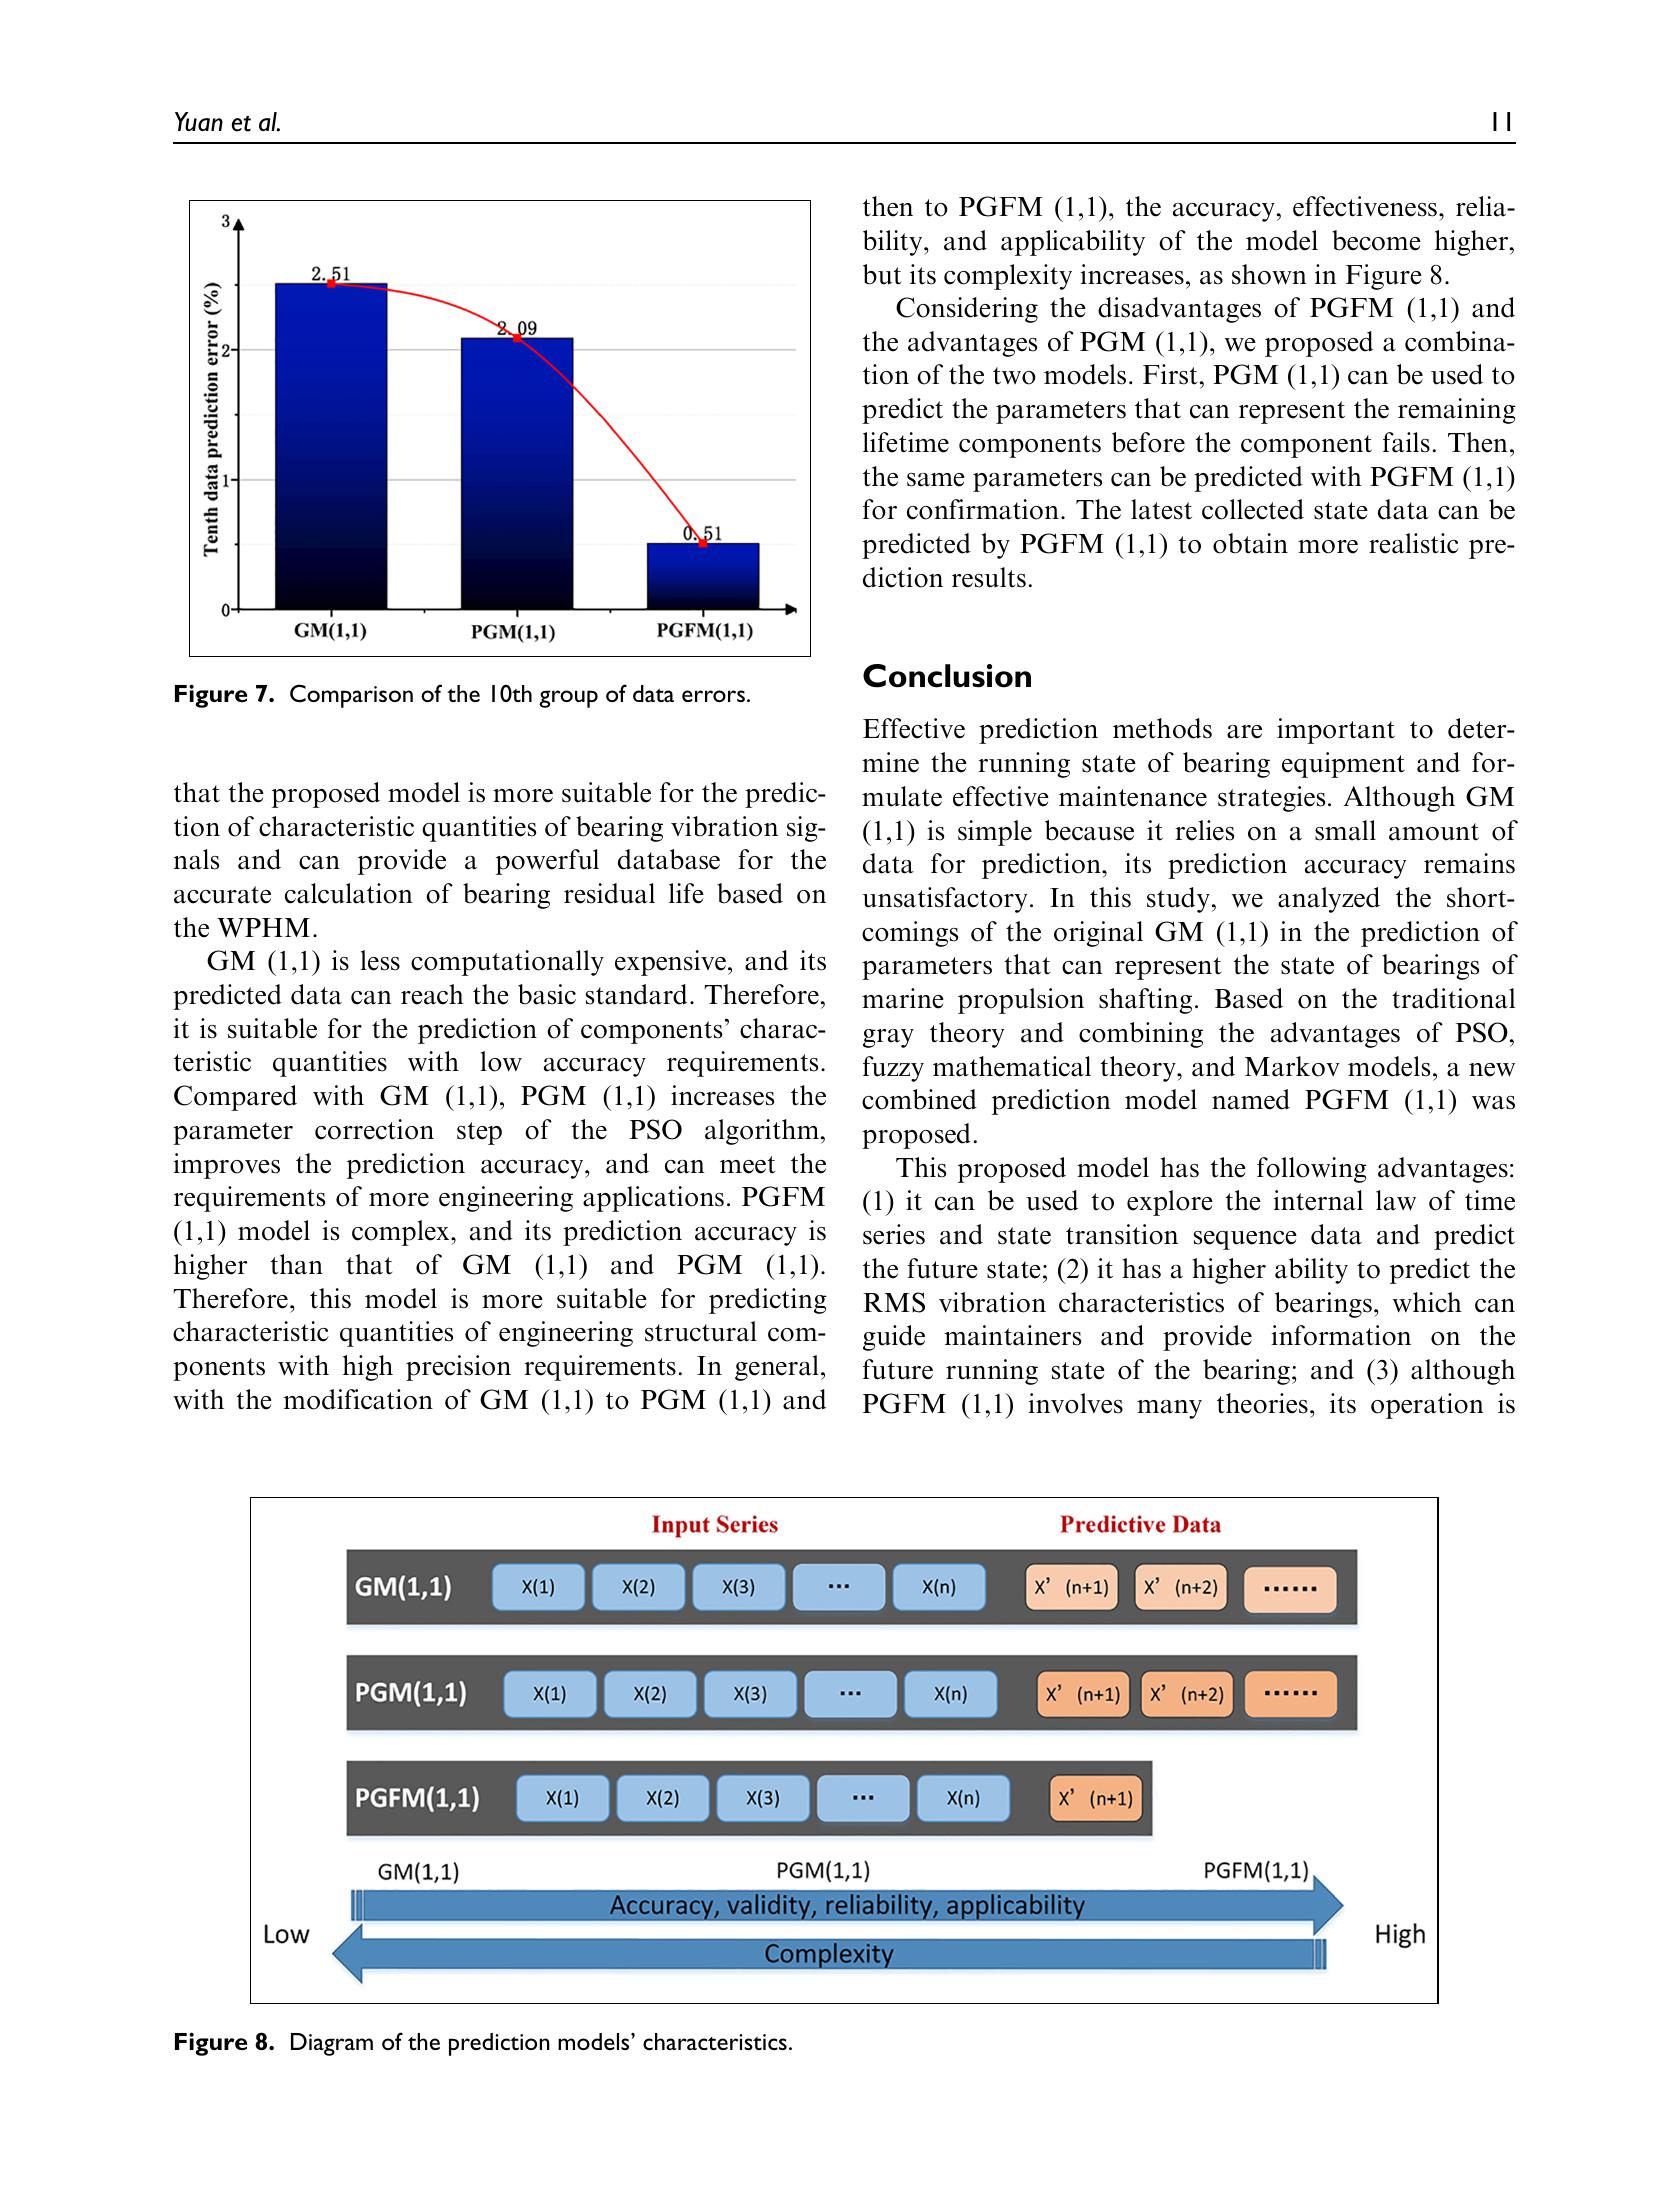 Yuan et al.
11
3
2.51
2.09
2
1
0.51
0
Tenth data prediction error (%)
GM(1,1)
PGM(1,1)
PGFM(1,1)
Figure 7. Comparison of the 10th group of data errors.
that the proposed model is more suitable for the predic-
tion of characteristic quantities of bearing vibration sig-
nals and can provide a powerful database for the
accurate calculation of bearing residual life based on
the WPHM.
GM (1,1) is less computationally expensive, and its
predicted data can reach the basic standard. Therefore,
it is suitable for the prediction of components' charac-
teristic quantities with low accuracy requirements.
Compared with GM (1,1), PGM (1,1) increases the
parameter correction step of the PSO algorithm,
improves the prediction accuracy, and can meet the
requirements of more engineering applications. PGFM
(1,1) model is complex, and its prediction accuracy is
higher than that of GM (1,1) and PGM (1,1).
Therefore, this model is more suitable for predicting
characteristic quantities of engineering structural com-
ponents with high precision requirements. In general,
with the modification of GM (1,1) to PGM (1,1) and
then to PGFM (1,1), the accuracy, effectiveness, relia-
bility, and applicability of the model become higher,
but its complexity increases, as shown in Figure 8.
Considering the disadvantages of PGFM (1,1) and
the advantages of PGM (1,1), we proposed a combina-
tion of the two models. First, PGM (1,1) can be used to
predict the parameters that can represent the remaining
lifetime components before the component fails. Then,
the same parameters can be predicted with PGFM (1,1)
for confirmation. The latest collected state data can be
predicted by PGFM (1,1) to obtain more realistic pre-
diction results.
Conclusion
Effective prediction methods are important to deter-
mine the running state of bearing equipment and for-
mulate effective maintenance strategies. Although GM
(1,1) is simple because it relies on a small amount of
data for prediction, its prediction accuracy remains
unsatisfactory. In this study, we analyzed the short-
comings of the original GM (1,1) in the prediction of
parameters that can represent the state of bearings of
marine propulsion shafting. Based on the traditional
gray theory and combining the advantages of PSO,
fuzzy mathematical theory, and Markov models, a new
combined prediction model named PGFM (1,1) was
proposed.
This proposed model has the following advantages:
(1) it can be used to explore the internal law of time
series and state transition sequence data and predict
the future state; (2) it has a higher ability to predict the
RMS vibration characteristics of bearings, which can
guide maintainers and provide information on the
future running state of the bearing; and (3) although
PGFM (1,1) involves many theories, its operation is
Input Series Predictive Data
GM(1,1) X(1) X(2) X(3) ··· X(n) X' (n+1) X' (n+2) ······
PGM(1,1) X(1) X(2) X(3) ··· X(n) X' (n+1) X' (n+2) ······
PGFM(1,1) X(1) X(2) X(3) ··· X(n) X' (n+1)
GM(1,1) PGM(1,1) PGFM(1,1)
Accuracy, validity, reliability, applicability
Low High
Complexity
Figure 8. Diagram of the prediction models' characteristics.